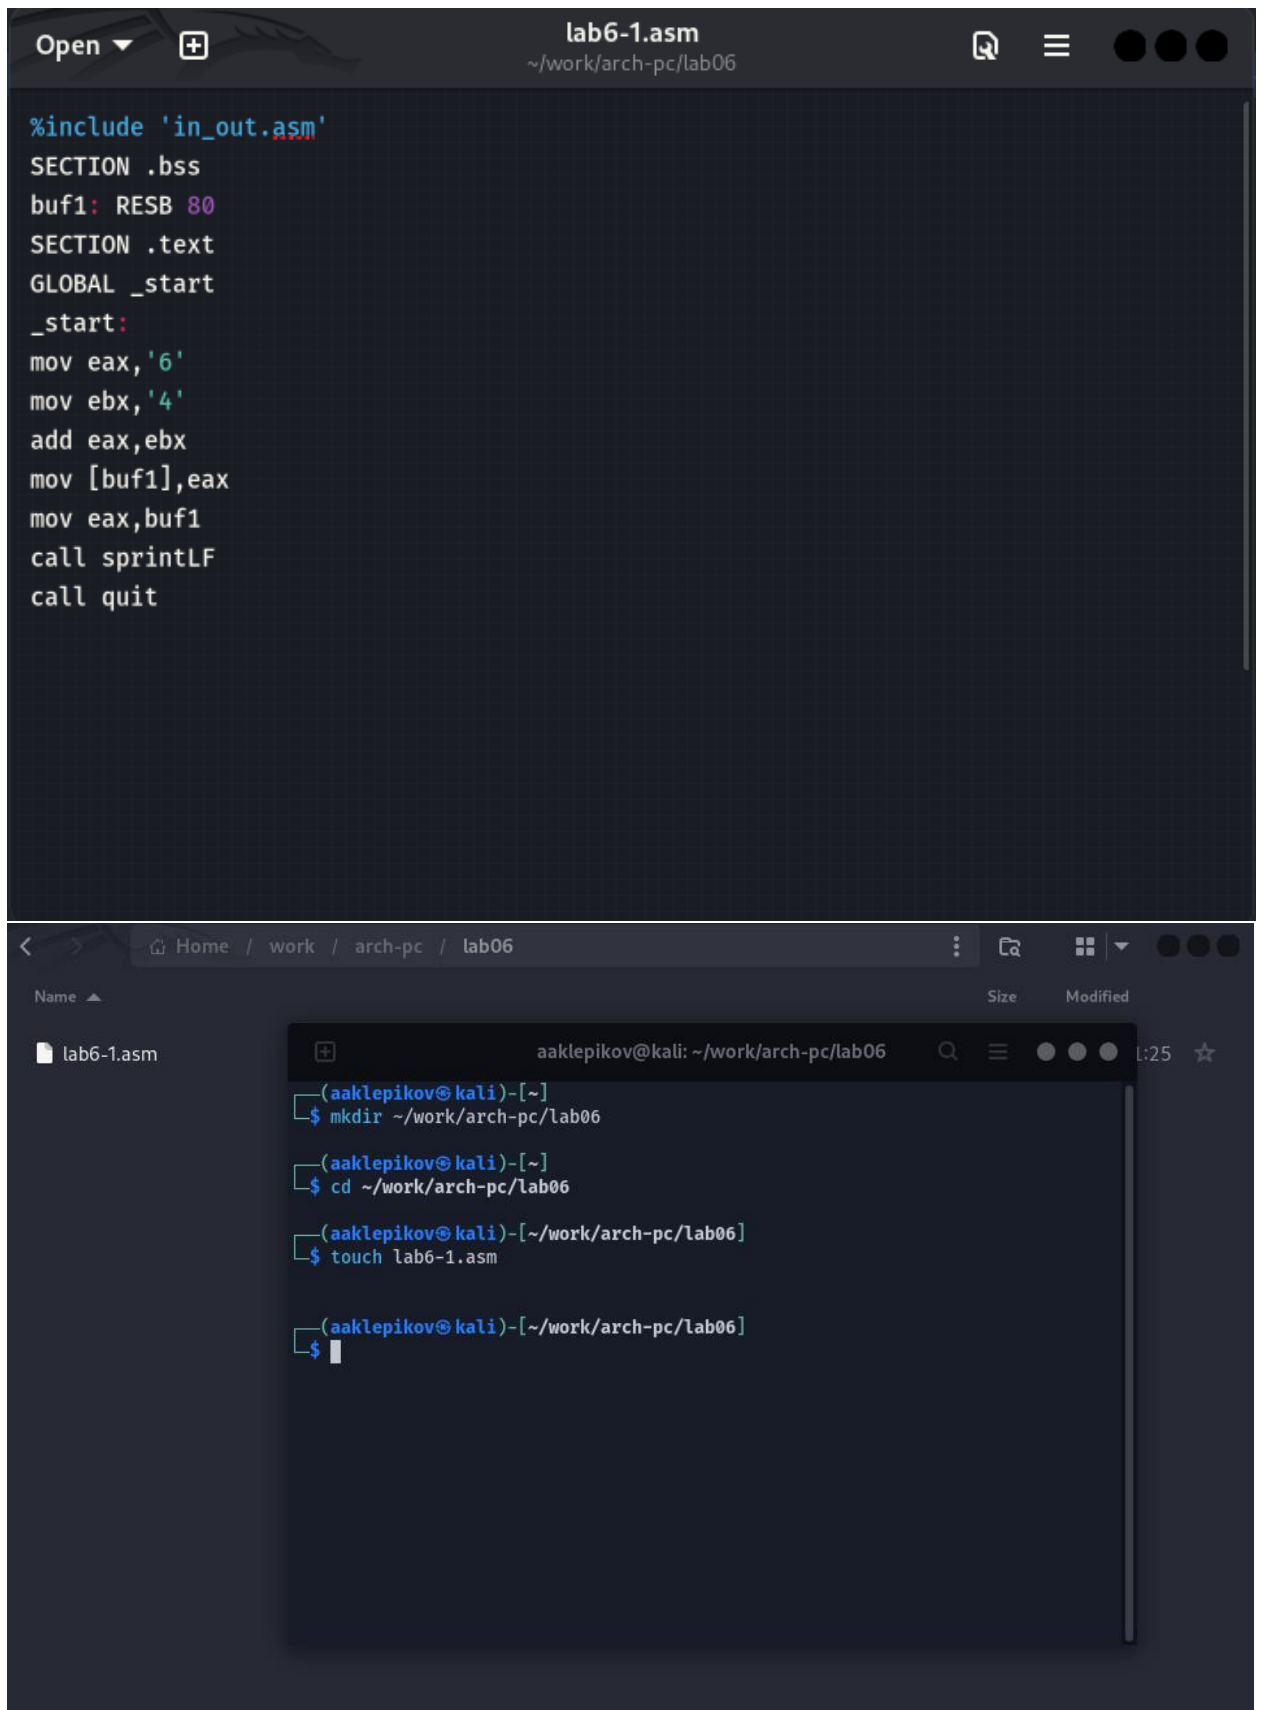 Open
lab6-1.asm
~/work/arch-pc/lab06
%include 'in_out.asm'
SECTION .bss
buf1: RESB 80
SECTION .text
GLOBAL _start
_start:
mov eax,'6'
mov ebx,'4'
add eax,ebx
mov [buf1],eax
mov eax,buf1
call sprintLF
call quit
Home / work / arch-pc / lab06
Name Size Modified
lab6-1.asm
aaklepikov@kali: ~/work/arch-pc/lab06
:25
(aaklepikov㉿kali)-[~]
$ mkdir ~/work/arch-pc/lab06
(aaklepikov㉿kali)-[~]
$ cd ~/work/arch-pc/lab06
(aaklepikov㉿kali)-[~/work/arch-pc/lab06]
$ touch lab6-1.asm
(aaklepikov㉿kali)-[~/work/arch-pc/lab06]
$